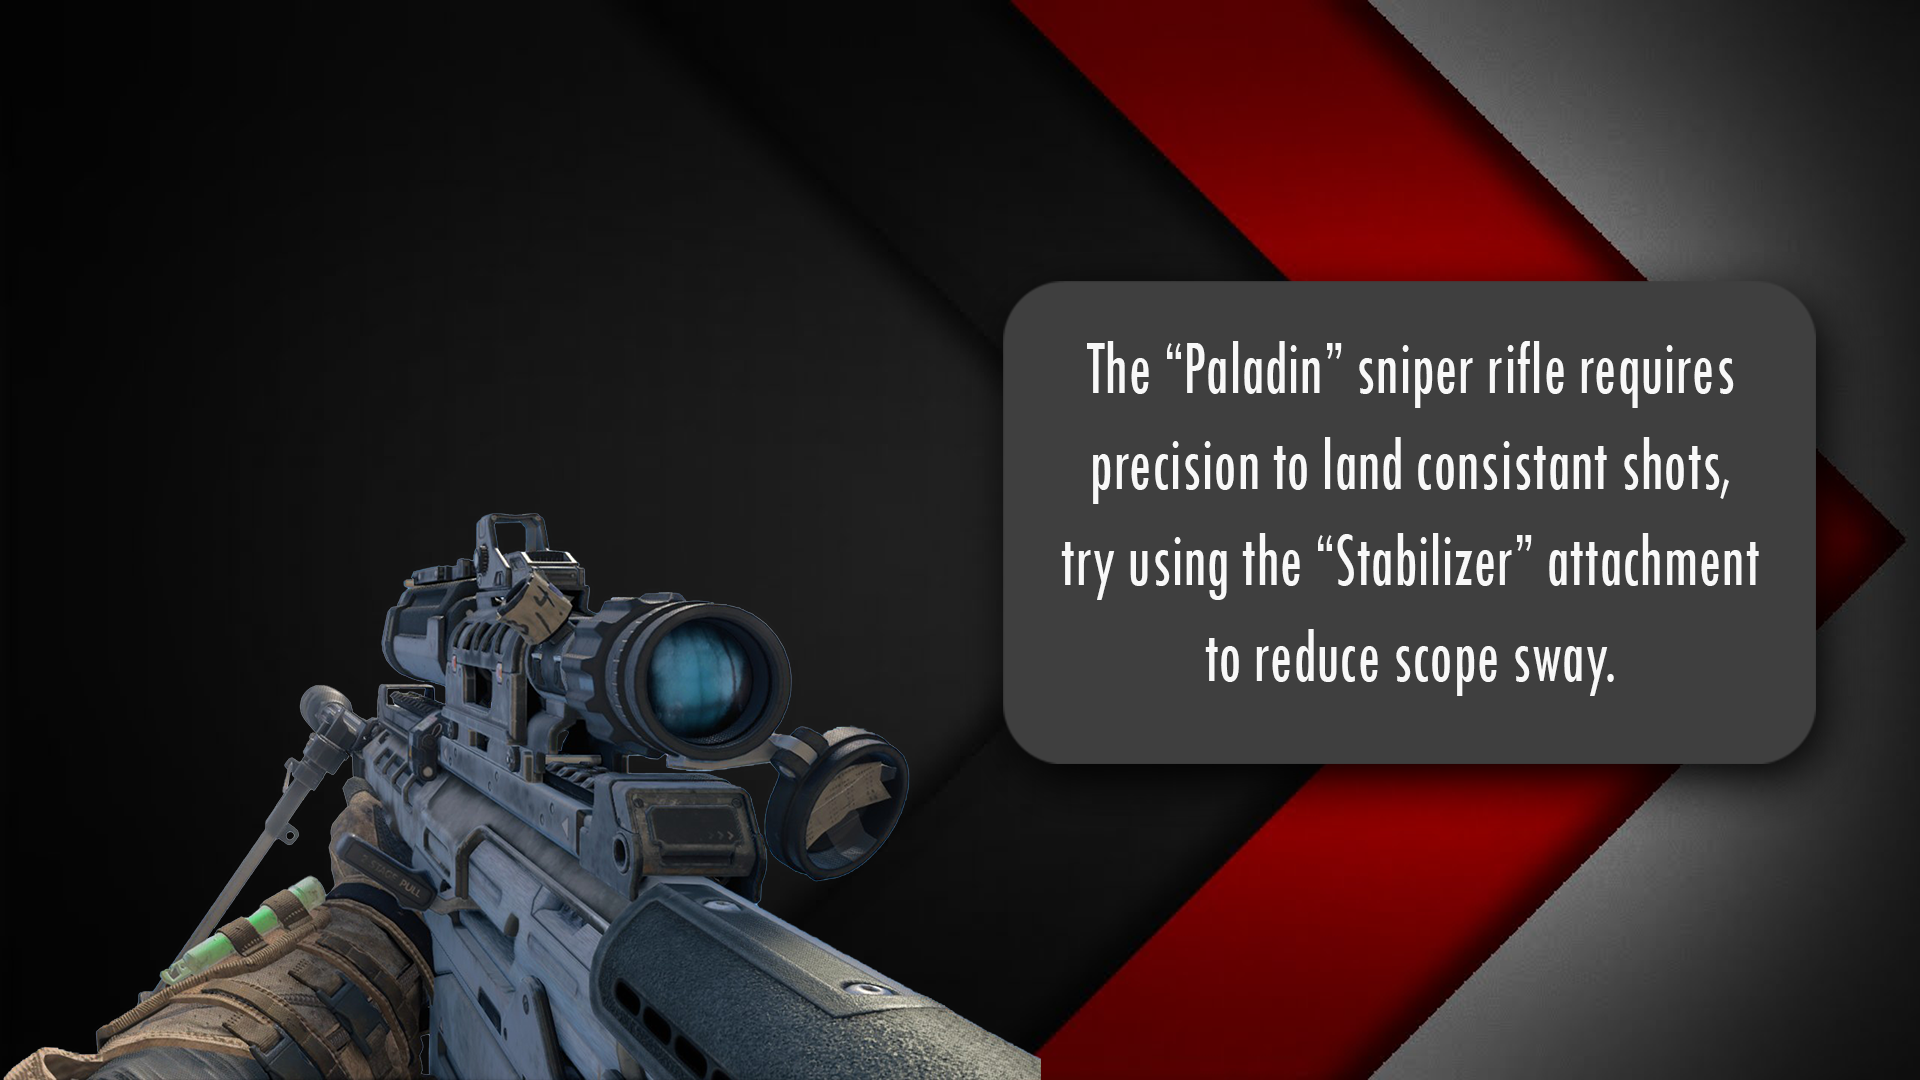 The “Paladin” sniper rifle requires
precision to land consistant shots,
try using the “Stabilizer” attachment
to reduce scope sway.
PULL